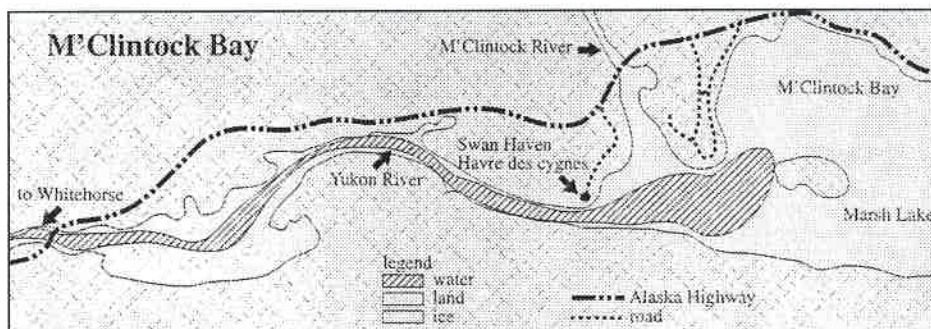 M'Clintock Bay
M'Clintock River
M'Clintock Bay
Swan Haven
Havre des cygnes
to Whitehorse
Yukon River
Marsh Lake
legend
water
land
ice
Alaska Highway
road